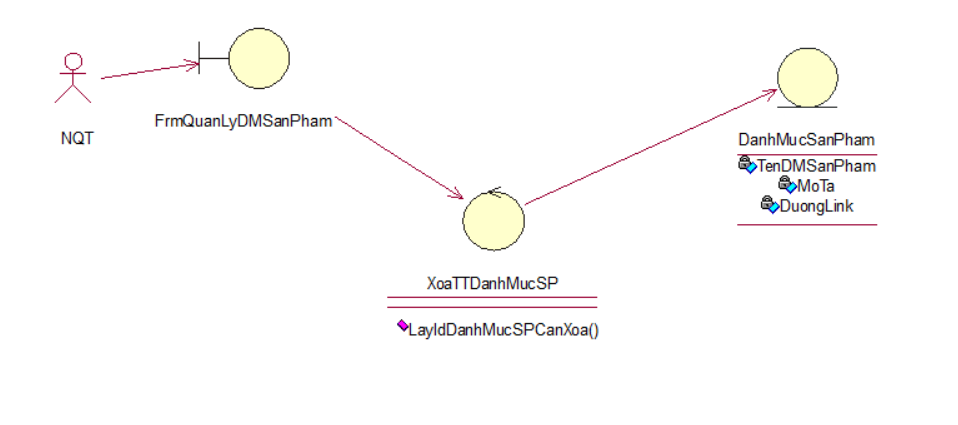 NQT
FrmQuanLyDMSanPham
XoaTTDanhMucSP
LayIdDanhMucSPCanXoa()
DanhMucSanPham
TenDMSanPham
MoTa
DuongLink